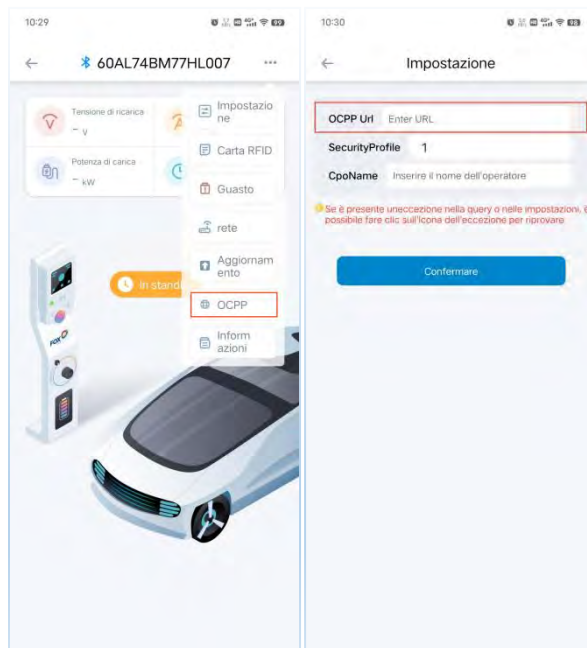 10:29
60AL74BM77HL007
Tensione di ricarica
- V
Potenza di carica
- kW
Impostazio
ne
Carta RFID
Guasto
rete
Aggiornam
ento
OCPP
Inform
azioni
In stand
FOX
10:30
Impostazione
OCPP Url Enter URL
SecurityProfile 1
CpoName Inserire il nome dell'operatore
Se è presente uneccezione nella query o nelle impostazioni, è
possibile fare clic sull'icona dell'eccezione per riprovare
Confermare